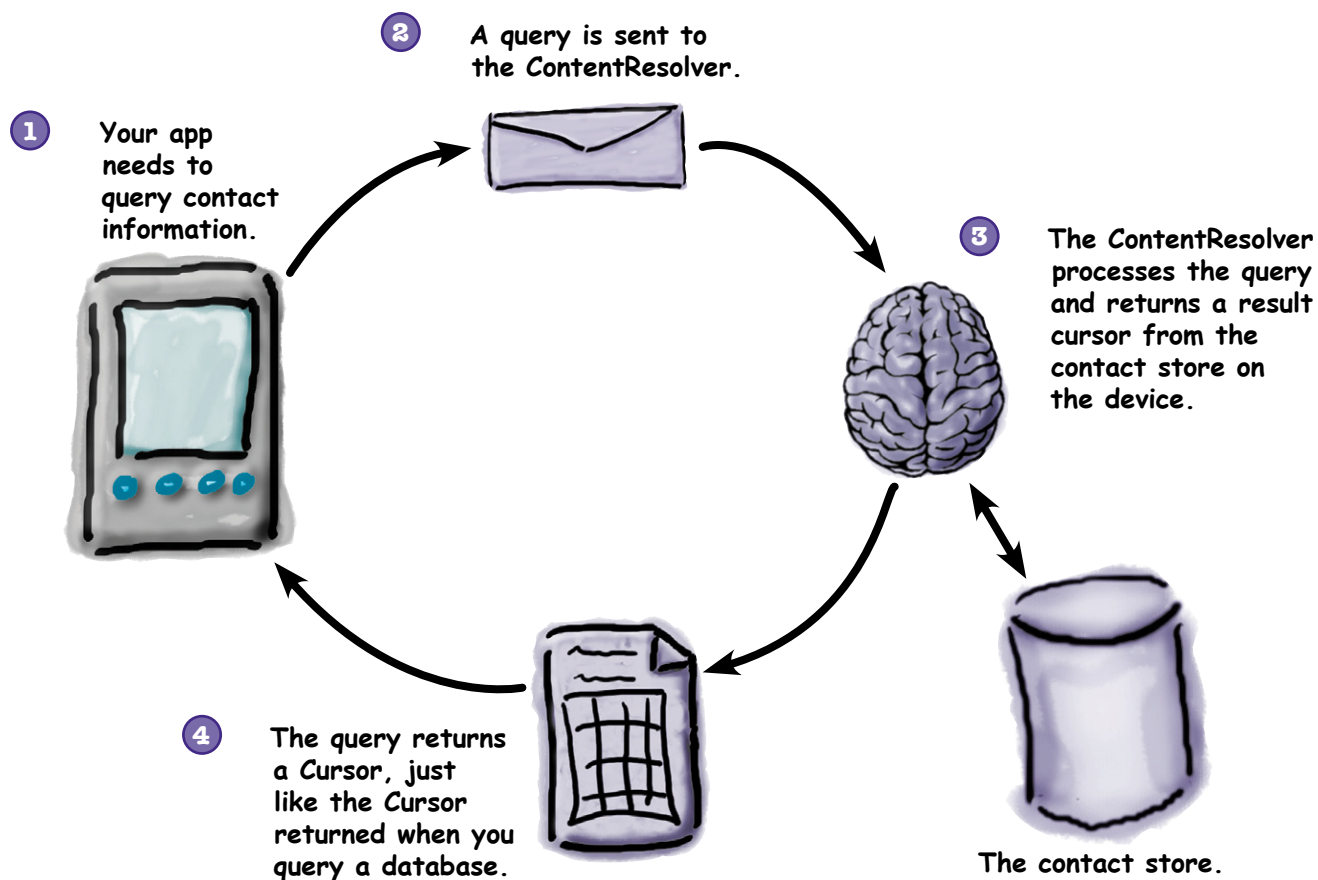 1
Your app
needs to
query contact
information.
2
A query is sent to
the ContentResolver.
3
The ContentResolver
processes the query
and returns a result
cursor from the
contact store on
the device.
4
The query returns
a Cursor, just
like the Cursor
returned when you
query a database.
The contact store.